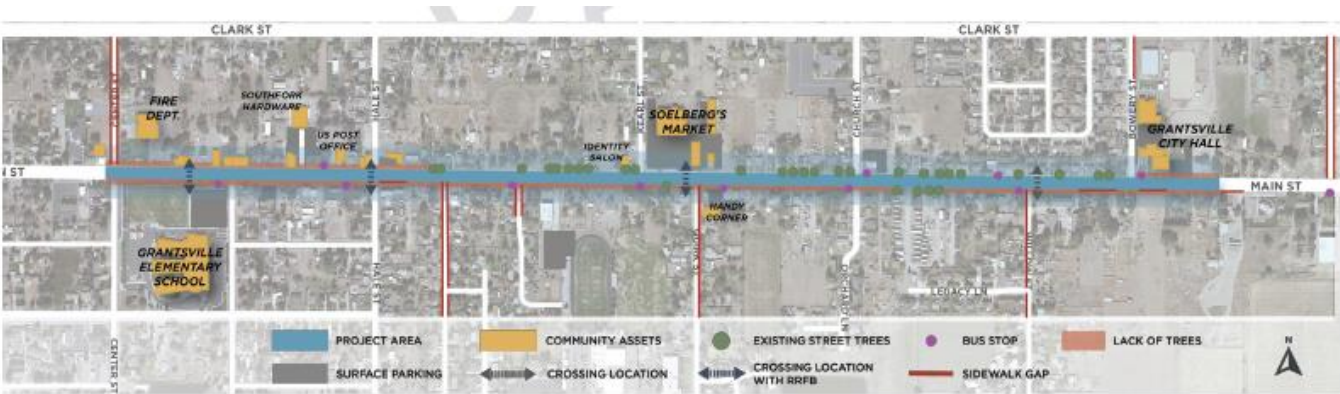 CLARK ST
CLARK ST
FIRE
DEPT.
SOUTHFORK
HARDWARE
US POST
OFFICE
HALE ST
KEARL ST
SOELBERG'S
MARKET
IDENTITY
SALON
CHURCH ST
BOWERY ST
GRANTSVILLE
CITY HALL
N ST
MAIN ST
HANDY
CORNER
GRANTSVILLE
ELEMENTARY
SCHOOL
HALE ST
ORCHARD LN
LEGACY LN
CENTER ST
PROJECT AREA
COMMUNITY ASSETS
EXISTING STREET TREES
BUS STOP
LACK OF TREES
SURFACE PARKING
CROSSING LOCATION
CROSSING LOCATION
WITH RRFB
SIDEWALK GAP
N